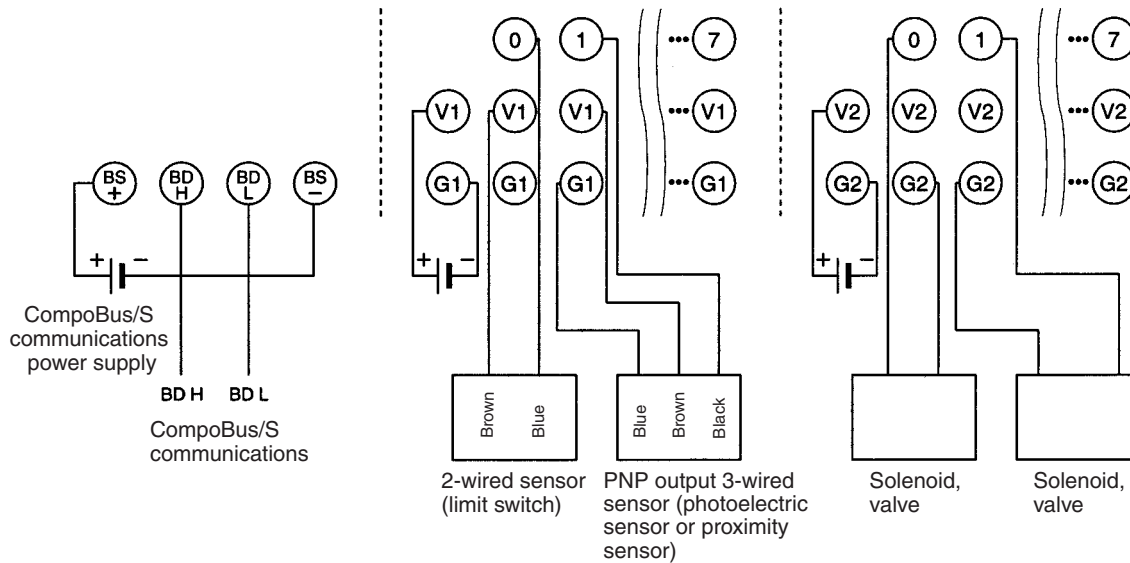 0 1 ••• 7
V1 V1 V1 ••• V1
G1 G1 G1 ••• G1
0 1 ••• 7
V2 V2 V2 ••• V2
G2 G2 G2 ••• G2
BS + BD H BD L BS −
+ −
+ −
+ −
CompoBus/S
communications
power supply
BD H BD L
CompoBus/S
communications
Brown
Blue
Blue
Brown
Black
2-wired sensor
(limit switch)
PNP output 3-wired
sensor (photoelectric
sensor or proximity
sensor)
Solenoid,
valve
Solenoid,
valve